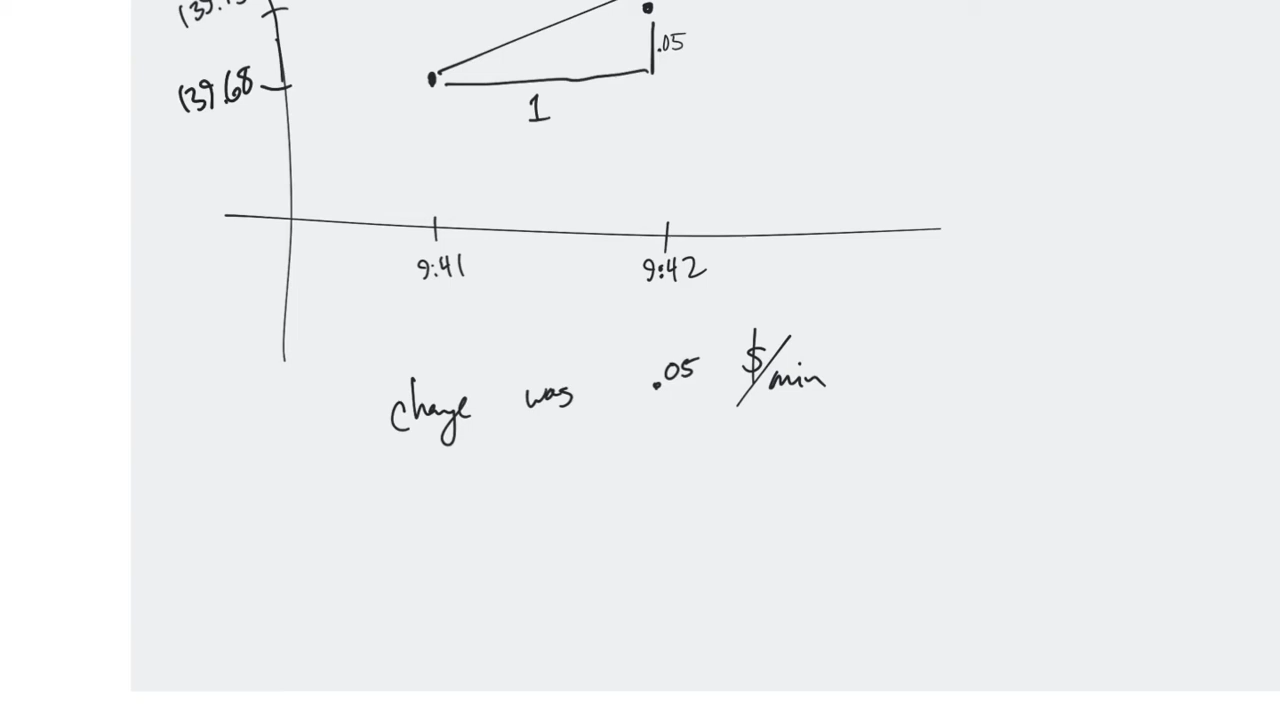 .05
139.68
1
9:41 9:42
change was .05 $/min